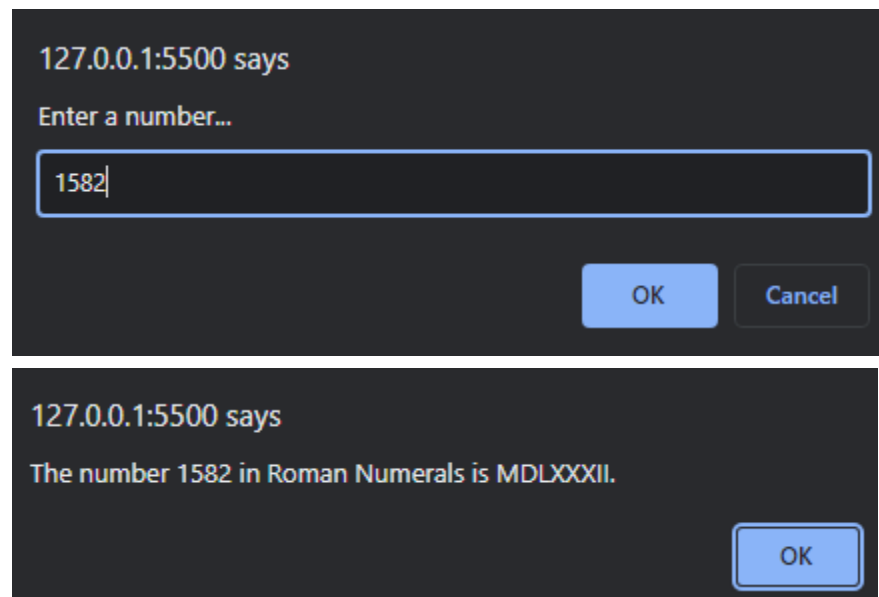 127.0.0.1:5500 says
Enter a number...
1582
OK
Cancel
127.0.0.1:5500 says
The number 1582 in Roman Numerals is MDLXXXII.
OK